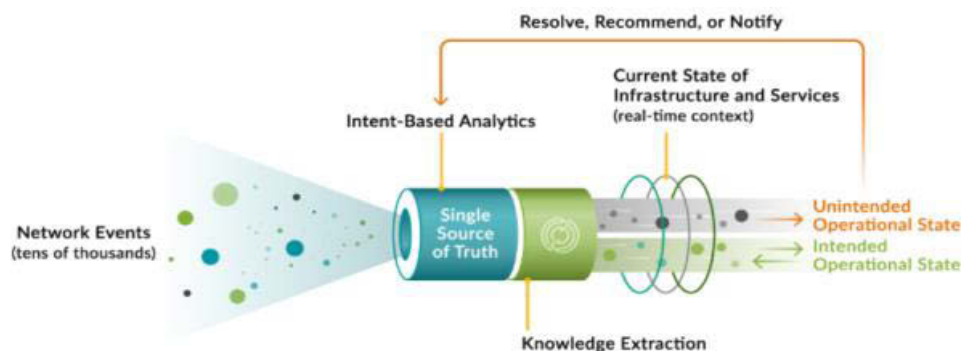 Resolve, Recommend, or Notify
Current State of
Infrastructure and Services
(real-time context)
Intent-Based Analytics
Network Events
(tens of thousands)
Single
Source
of Truth
Unintended
Operational State
Intended
Operational State
Knowledge Extraction